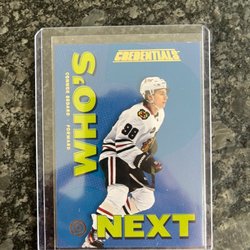 CREDENTIALS
WHO'S
CONNOR BEDARD
FORWARD
98
NEXT